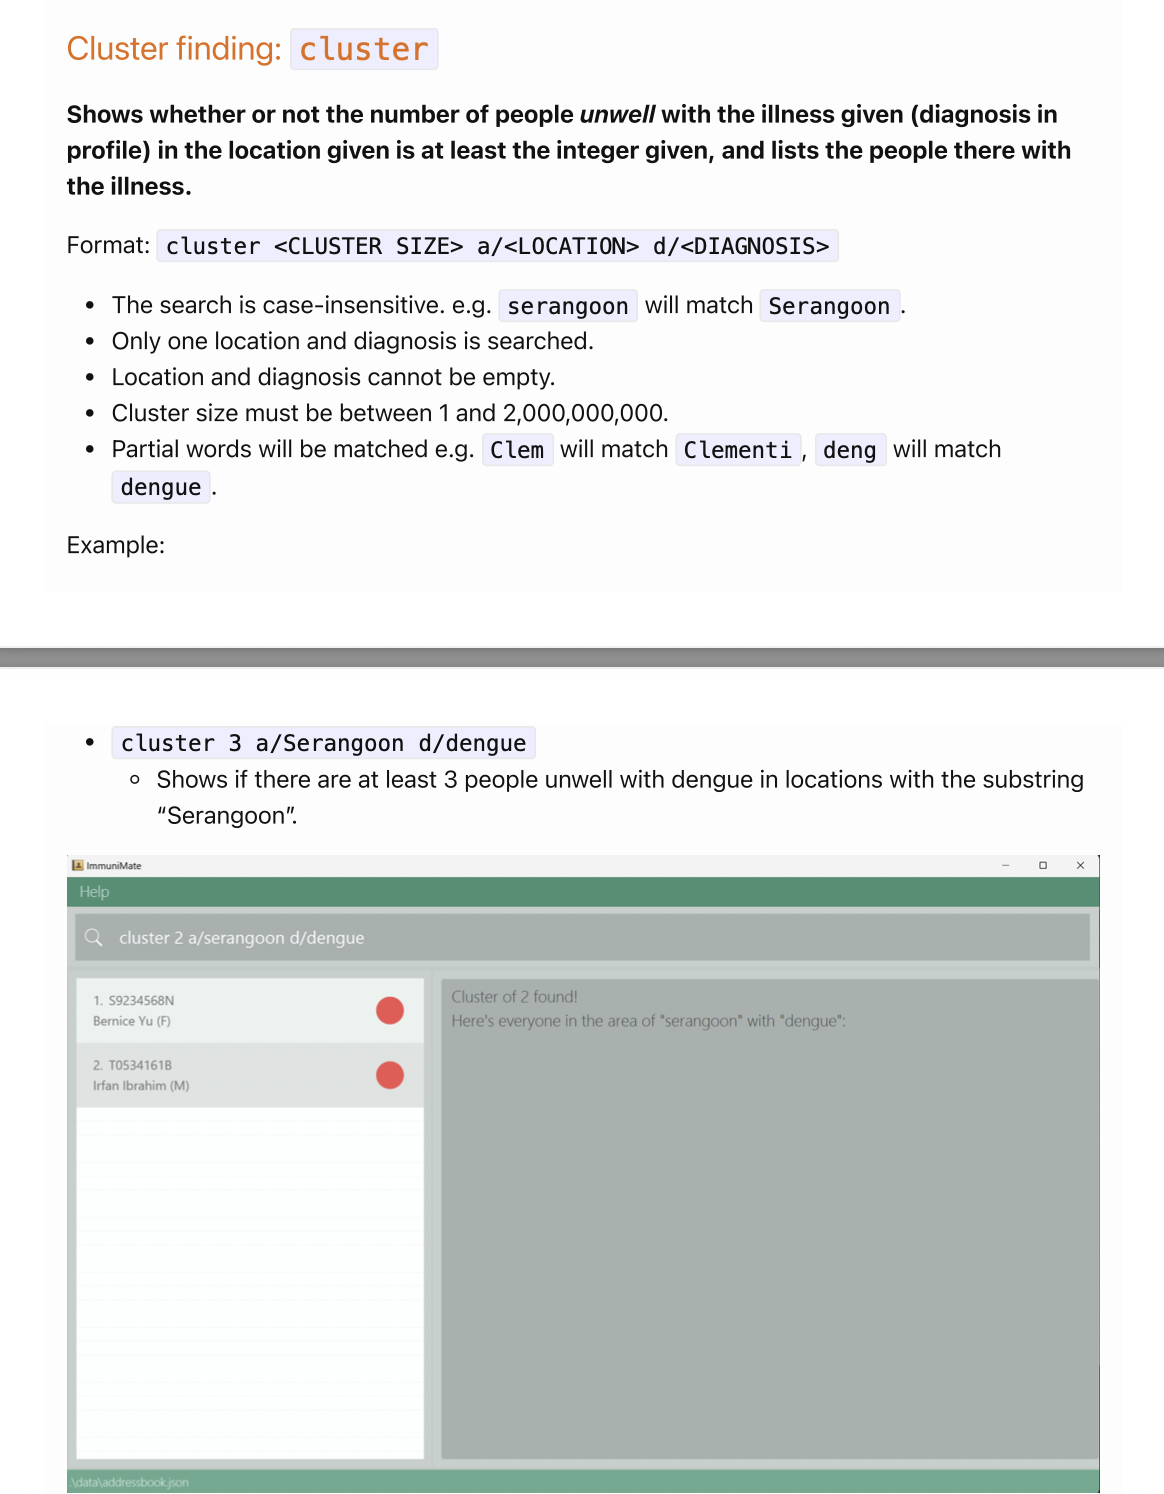 Cluster finding: cluster
Shows whether or not the number of people unwell with the illness given (diagnosis in
profile) in the location given is at least the integer given, and lists the people there with
the illness.
Format: cluster <CLUSTER SIZE> a/<LOCATION> d/<DIAGNOSIS>
• The search is case-insensitive. e.g. serangoon will match Serangoon.
• Only one location and diagnosis is searched.
• Location and diagnosis cannot be empty.
• Cluster size must be between 1 and 2,000,000,000.
• Partial words will be matched e.g. Clem will match Clementi, deng will match
dengue.
Example:
• cluster 3 a/Serangoon d/dengue
○ Shows if there are at least 3 people unwell with dengue in locations with the substring
“Serangoon”.
ImmuniMate
Help
cluster 2 a/serangoon d/dengue
1. S9234568N
Bernice Yu (F)
2. T0534161B
Irfan Ibrahim (M)
Cluster of 2 found!
Here's everyone in the area of "serangoon" with "dengue":
.\data\addressbook.json